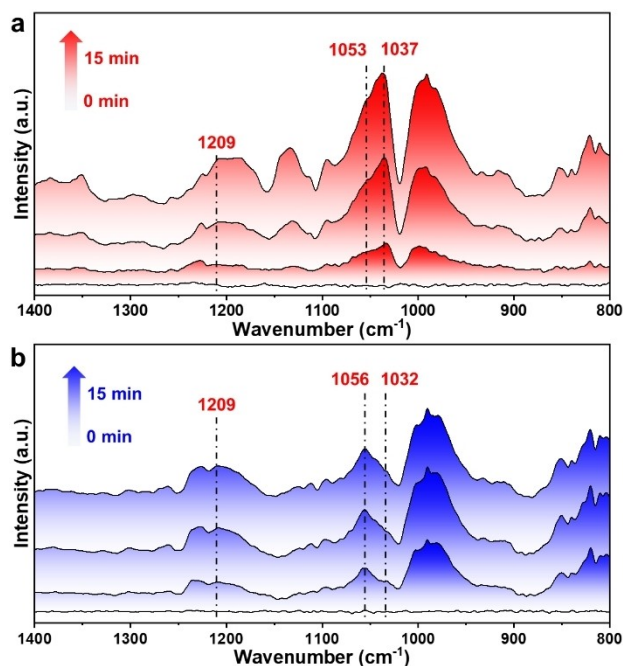 a
15 min
0 min
1053 1037
1209
Intensity (a.u.)
1400 1300 1200 1100 1000 900 800
Wavenumber (cm⁻¹)
b
15 min
0 min
1056 1032
1209
Intensity (a.u.)
1400 1300 1200 1100 1000 900 800
Wavenumber (cm⁻¹)